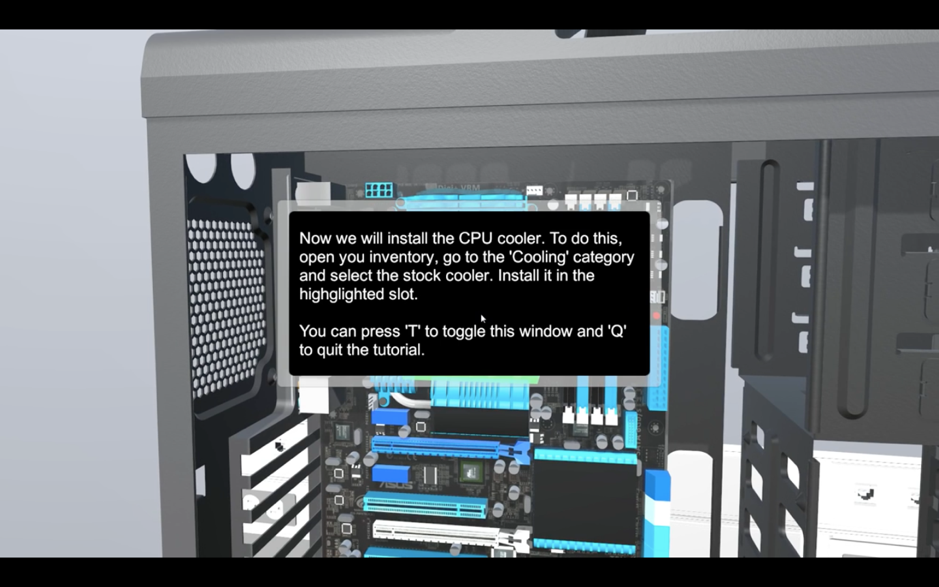 Now we will install the CPU cooler. To do this,
open you inventory, go to the 'Cooling' category
and select the stock cooler. Install it in the
highghlighted slot.
You can press 'T' to toggle this window and 'Q'
to quit the tutorial.